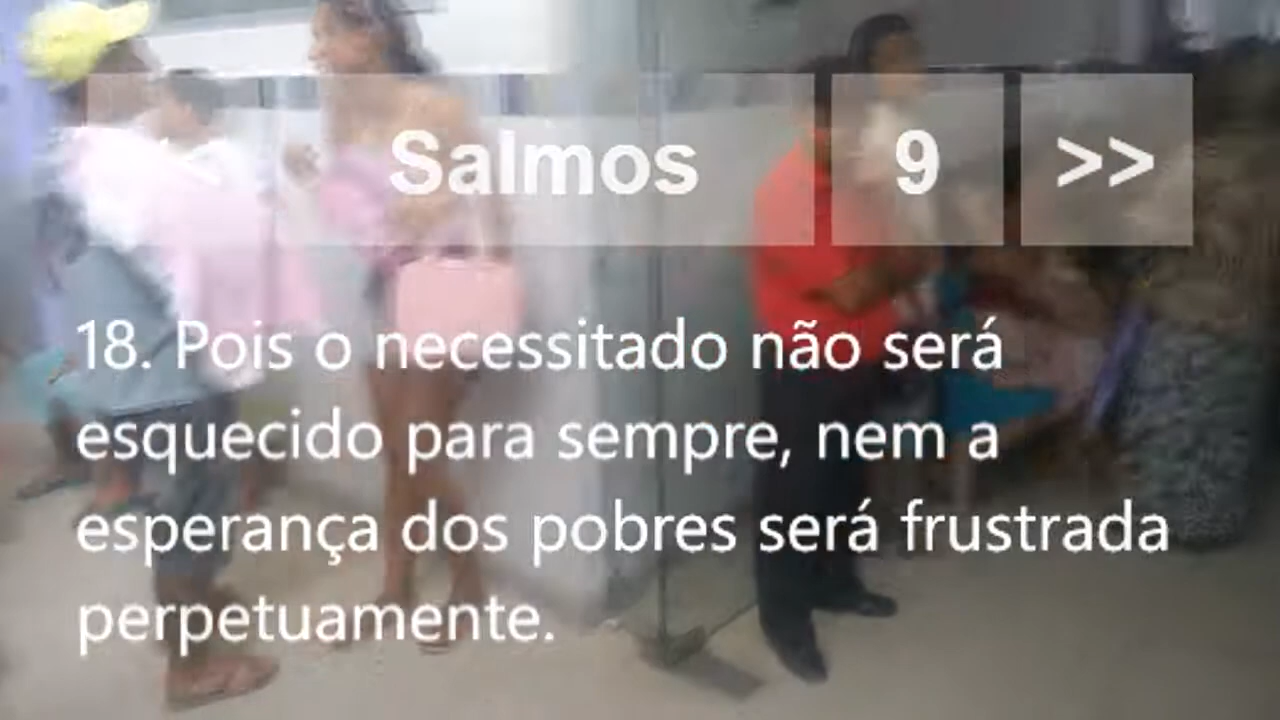 << Salmos 9 >>
18. Pois o necessitado não será
esquecido para sempre, nem a
esperança dos pobres será frustrada
perpetuamente.